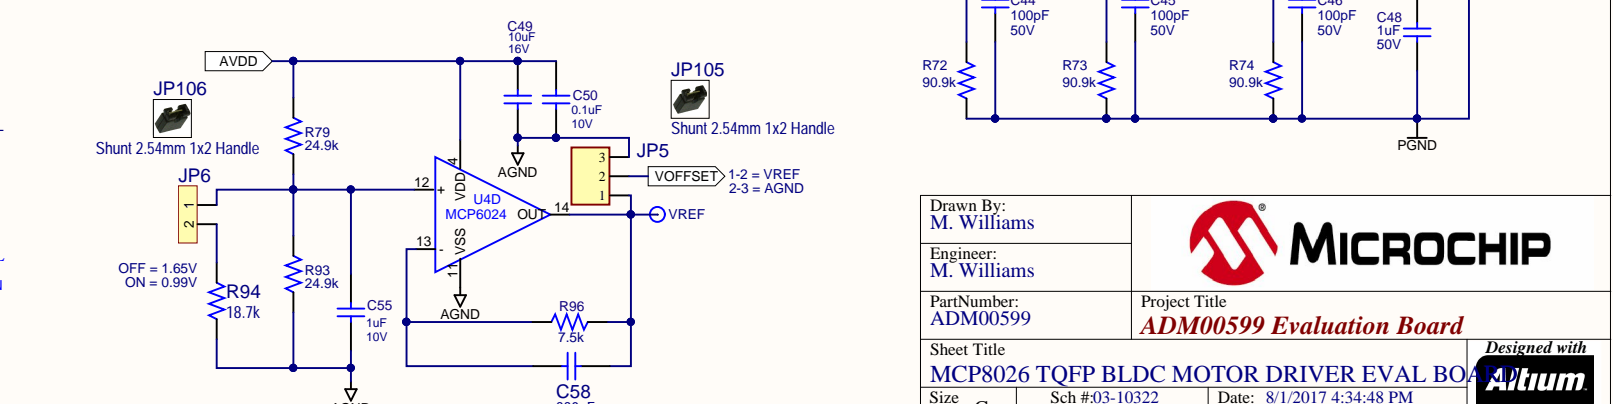 AVDD
C49
10uF
16V
C50
0.1uF
10V
JP106
Shunt 2.54mm 1x2 Handle
R79
24.9k
JP105
Shunt 2.54mm 1x2 Handle
AGND
JP5
3
2
1
VOFFSET
1-2 = VREF
2-3 = AGND
JP6
1
2
12
+
4
VDD
U4D
MCP6024
OUT
14
VREF
13
-
VSS
11
AGND
OFF = 1.65V
ON = 0.99V
R94
18.7k
R93
24.9k
C55
1uF
10V
R96
7.5k
C58
C44
100pF
50V
C45
100pF
50V
C46
100pF
50V
C48
1uF
50V
R72
90.9k
R73
90.9k
R74
90.9k
PGND
Drawn By:
M. Williams
Engineer:
M. Williams
MICROCHIP
®
PartNumber:
ADM00599
Project Title
ADM00599 Evaluation Board
Sheet Title
MCP8026 TQFP BLDC MOTOR DRIVER EVAL BOARD
Designed with
Altium
Size
Sch #:03-10322
Date: 8/1/2017 4:34:48 PM